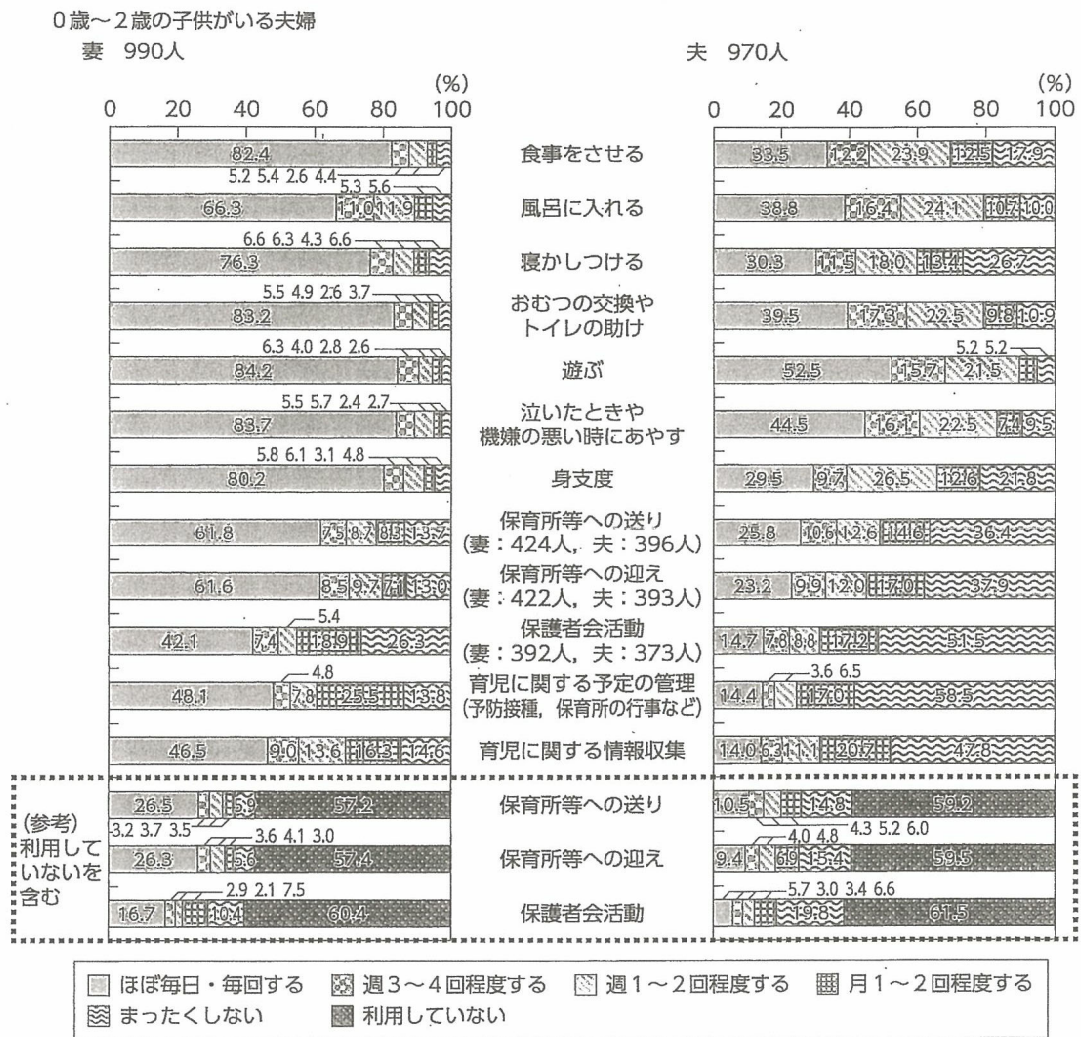 0歳～2歳の子供がいる夫婦
妻　990人
夫　970人
(%)
0 20 40 60 80 100
(%)
0 20 40 60 80 100
82.4
5.2 5.4 2.6 4.4
食事をさせる
33.5 12.2 23.9 12.5 17.9
5.3 5.6
66.3 11.0 11.9
風呂に入れる
38.8 16.4 24.1 10.7 10.0
6.6 6.3 4.3 6.6
76.3
寝かしつける
30.3 11.5 18.0 13.4 26.7
5.5 4.9 2.6 3.7
83.2
おむつの交換や
トイレの助け
39.5 17.3 22.5 9.8 10.9
6.3 4.0 2.8 2.6
84.2
遊ぶ
5.2 5.2
52.5 15.7 21.5
5.5 5.7 2.4 2.7
83.7
泣いたときや
機嫌の悪い時にあやす
44.5 16.1 22.5 7.4 9.5
5.8 6.1 3.1 4.8
80.2
身支度
29.5 9.7 26.5 12.6 21.8
61.8 7.5 8.7 8.3 13.7
保育所等への送り
(妻：424人，夫：396人)
25.8 10.6 12.6 14.6 36.4
61.6 8.5 9.7 7.1 13.0
保育所等への迎え
(妻：422人，夫：393人)
23.2 9.9 12.0 17.0 37.9
5.4
42.1 7.4 18.9 26.3
保護者会活動
(妻：392人，夫：373人)
14.7 7.8 8.8 17.2 51.5
4.8
48.1 7.8 25.5 13.8
育児に関する予定の管理
(予防接種，保育所の行事など)
3.6 6.5
14.4 17.0 58.5
46.5 9.0 13.6 16.3 14.6
育児に関する情報収集
14.0 6.3 11.1 20.7 47.8
(参考)
利用して
いないを
含む
26.5 5.9 57.2
3.2 3.7 3.5
保育所等への送り
10.5 14.8 59.2
4.3 5.2 6.0
3.6 4.1 3.0
26.3 5.6 57.4
保育所等への迎え
4.0 4.8
9.4 6.9 15.4 59.5
2.9 2.1 7.5
16.7 10.4 60.4
保護者会活動
5.7 3.0 3.4 6.6
19.8 61.5
ほぼ毎日・毎回する　週3～4回程度する　週1～2回程度する　月1～2回程度する
まったくしない　利用していない